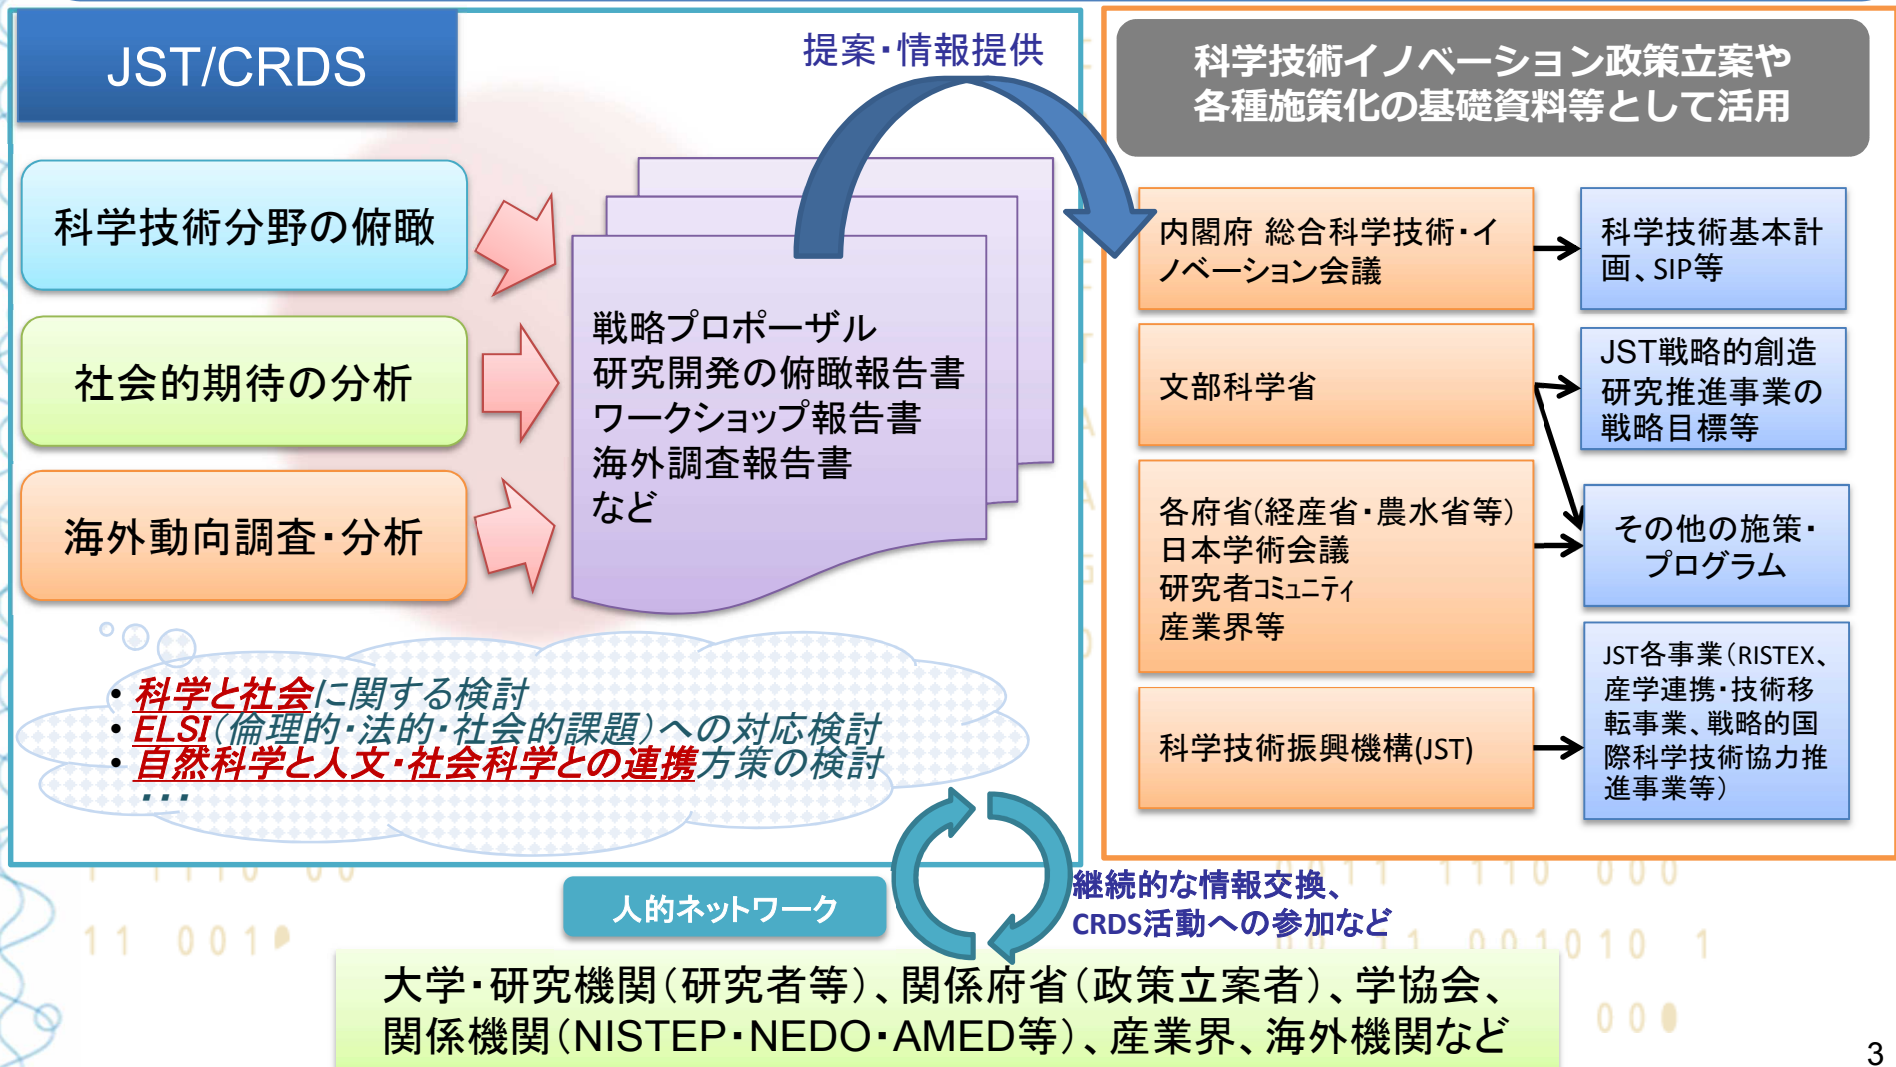 JST/CRDS
提案・情報提供
科学技術イノベーション政策立案や
各種施策化の基礎資料等として活用
科学技術分野の俯瞰
社会的期待の分析
海外動向調査・分析
戦略プロポーザル
研究開発の俯瞰報告書
ワークショップ報告書
海外調査報告書
など
内閣府 総合科学技術・イ
ノベーション会議
科学技術基本計
画、SIP等
文部科学省
JST戦略的創造
研究推進事業の
戦略目標等
各府省(経産省・農水省等)
日本学術会議
研究者コミュニティ
産業界等
その他の施策・
プログラム
科学技術振興機構(JST)
JST各事業(RISTEX、
産学連携・技術移
転事業、戦略的国
際科学技術協力推
進事業等)
• 科学と社会に関する検討
• ELSI(倫理的・法的・社会的課題)への対応検討
• 自然科学と人文・社会科学との連携方策の検討
・・・
人的ネットワーク
継続的な情報交換、
CRDS活動への参加など
大学・研究機関(研究者等)、関係府省(政策立案者)、学協会、
関係機関(NISTEP・NEDO・AMED等)、産業界、海外機関など
3